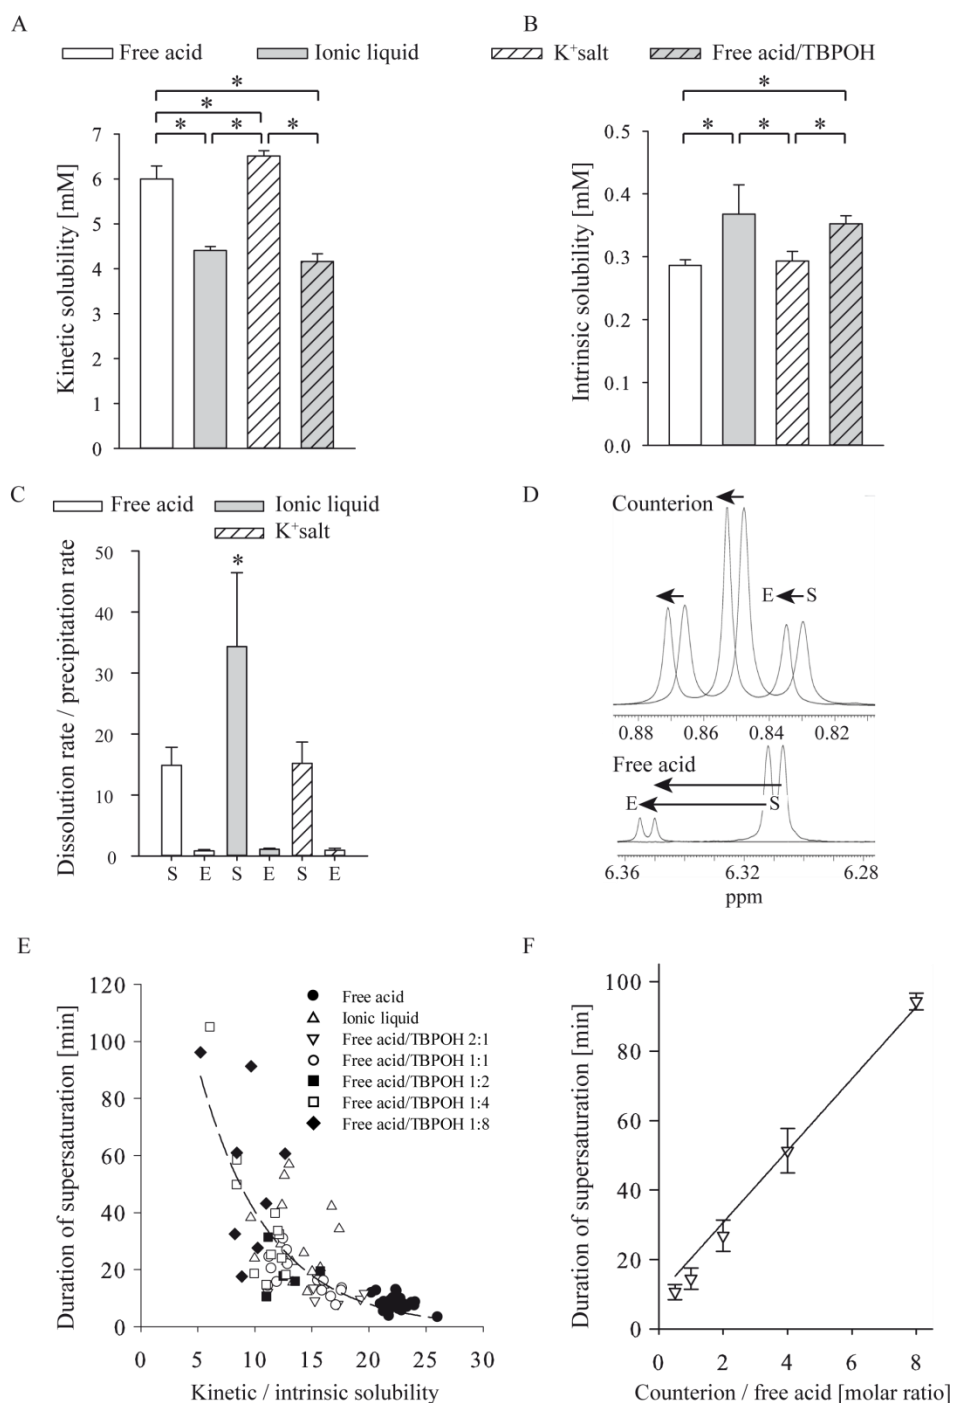 A
B
Free acid
Ionic liquid
K+salt
Free acid/TBPOH
*
*
* * *
*
* * *
Kinetic solubility [mM]
7
6
5
4
3
2
1
0
Intrinsic solubility [mM]
0.5
0.4
0.3
0.2
0.1
0.0
C
Free acid
Ionic liquid
K+salt
Dissolution rate / precipitation rate
50
40
30
20
10
0
*
S E S E S E
D
Counterion
E S
0.88 0.86 0.84 0.82
Free acid
E S
6.36 6.32 6.28
ppm
E
Duration of supersaturation [min]
120
100
80
60
40
20
0
Free acid
Ionic liquid
Free acid/TBPOH 2:1
Free acid/TBPOH 1:1
Free acid/TBPOH 1:2
Free acid/TBPOH 1:4
Free acid/TBPOH 1:8
0 5 10 15 20 25 30
Kinetic / intrinsic solubility
F
Duration of supersaturation [min]
100
80
60
40
20
0
0 2 4 6 8
Counterion / free acid [molar ratio]